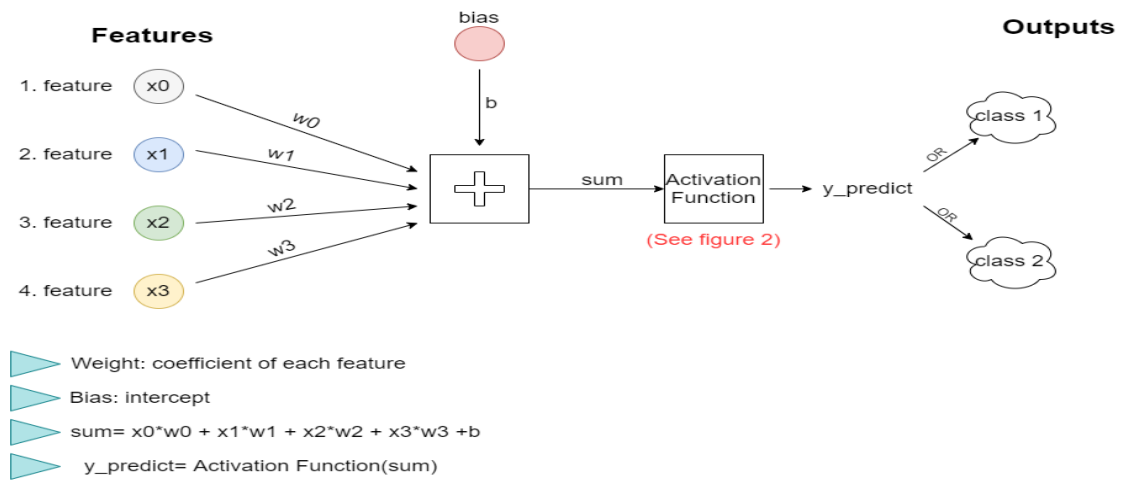 bias
Features
Outputs
1. feature x0
w0
b
class 1
2. feature x1
w1
OR
sum
Activation
Function
y_predict
3. feature x2
w2
OR
(See figure 2)
w3
class 2
4. feature x3
Weight: coefficient of each feature
Bias: intercept
sum= x0*w0 + x1*w1 + x2*w2 + x3*w3 +b
y_predict= Activation Function(sum)